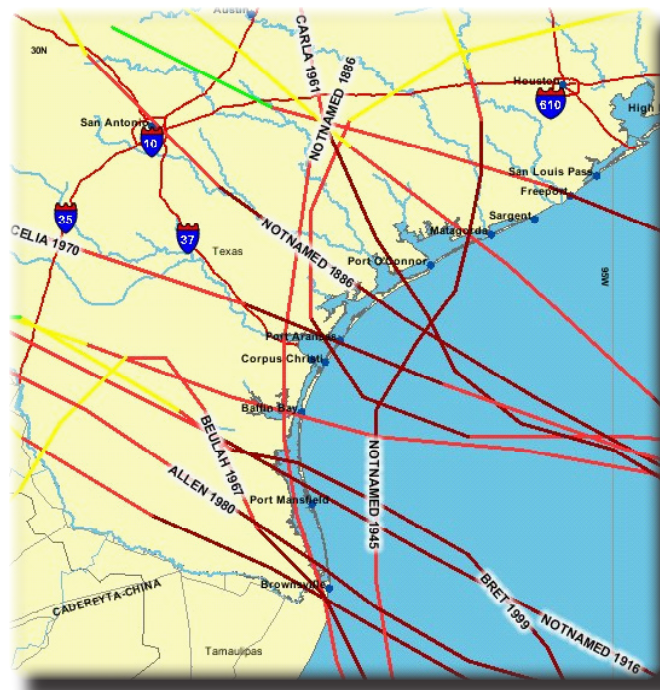 Austin
30N
CARLA 1961
NOTNAMED 1886
Houston
610
High
San Antonio
10
San Louis Pass
Freeport
Sargent
Matagorda
35
37
CELIA 1970
Texas
NOTNAMED 1886
Port O'Connor
95W
Port Aransas
Corpus Christi
Baffin Bay
BEULAH 1967
ALLEN 1980
NOTNAMED 1945
Port Mansfield
Brownsville
BRET 1999
NOTNAMED 1916
CADEREYTA-CHINA
Tamaulipas